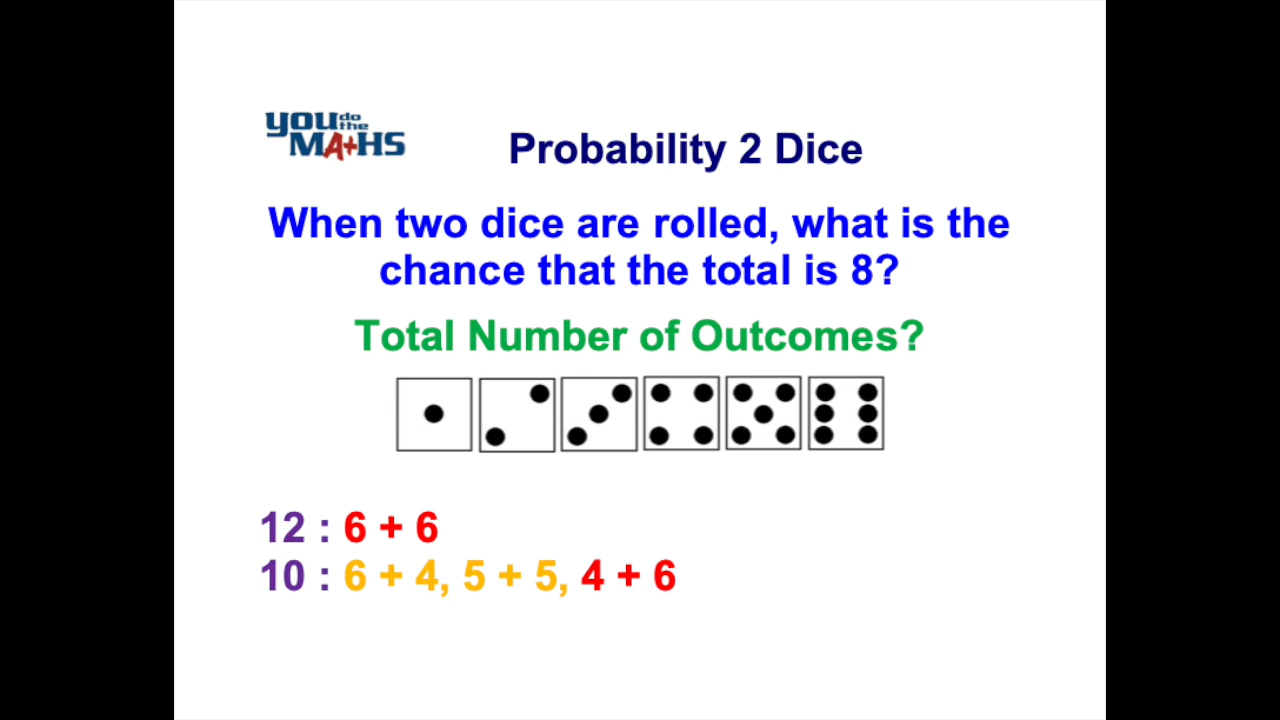 you do the MATHS
Probability 2 Dice
When two dice are rolled, what is the
chance that the total is 8?
Total Number of Outcomes?
12 : 6 + 6
10 : 6 + 4, 5 + 5, 4 + 6